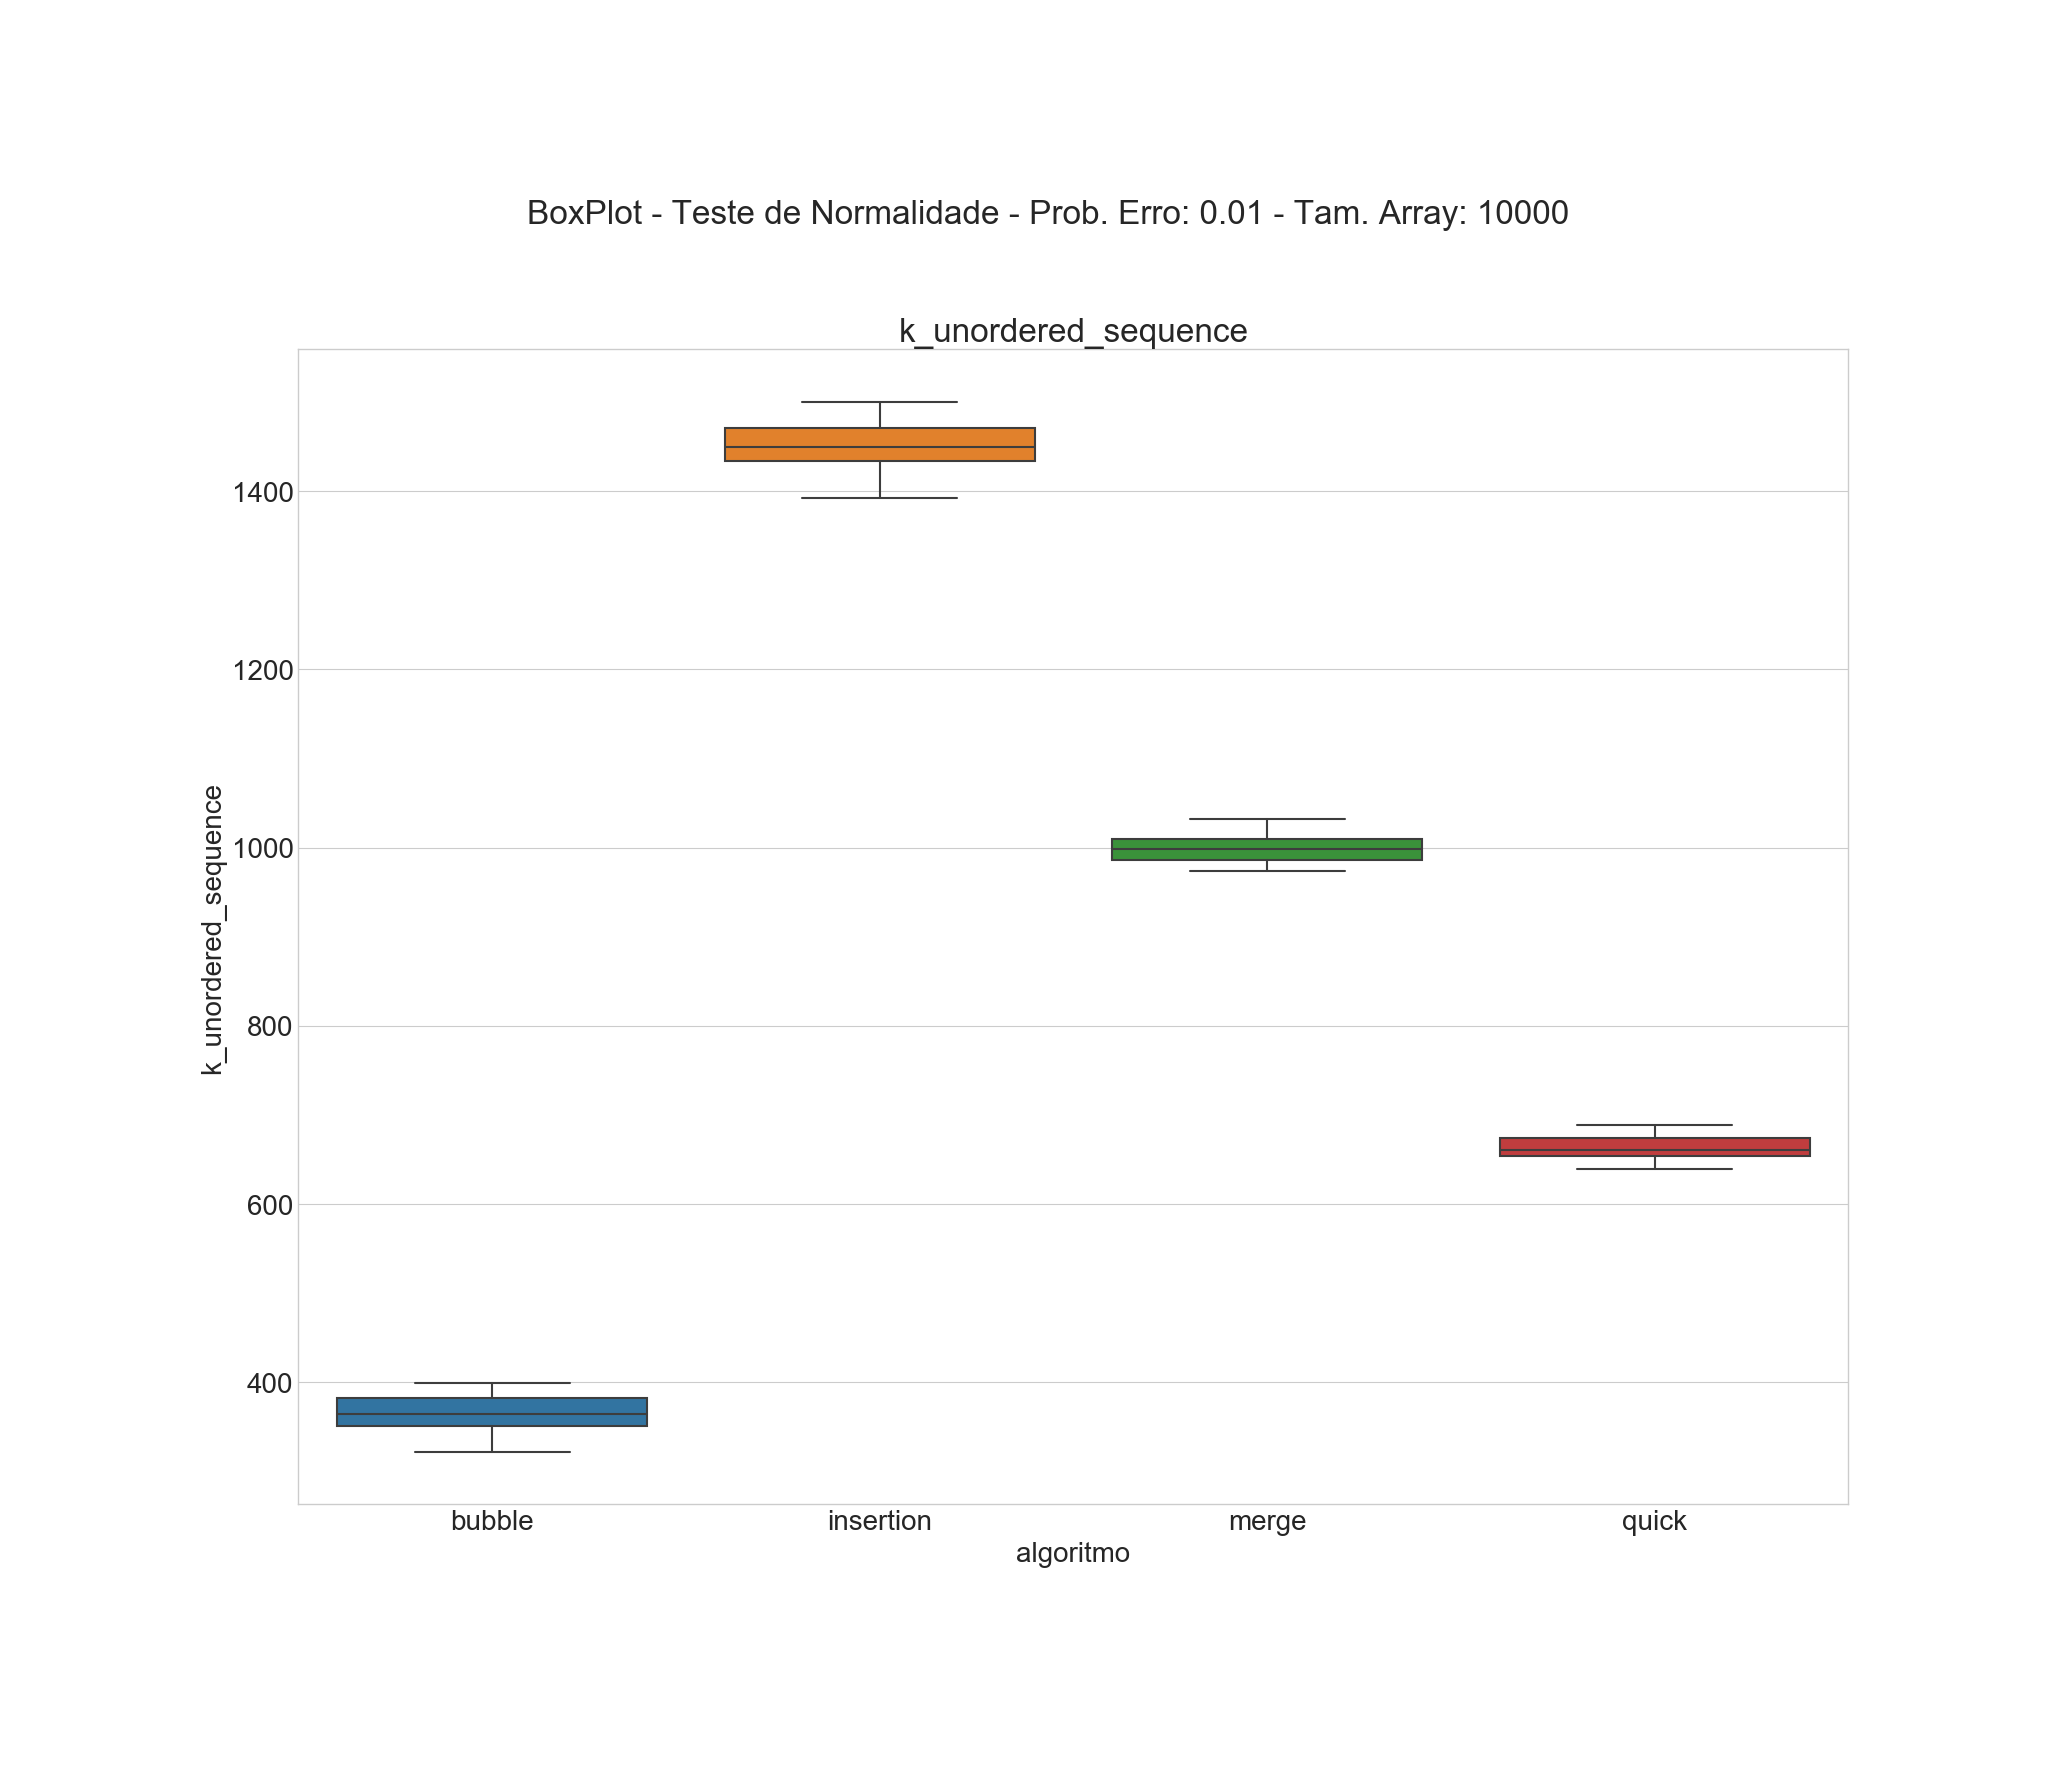 BoxPlot - Teste de Normalidade - Prob. Erro: 0.01 - Tam. Array: 10000
k_unordered_sequence
1400
1200
1000
800
600
400
k_unordered_sequence
bubble insertion merge quick
algoritmo